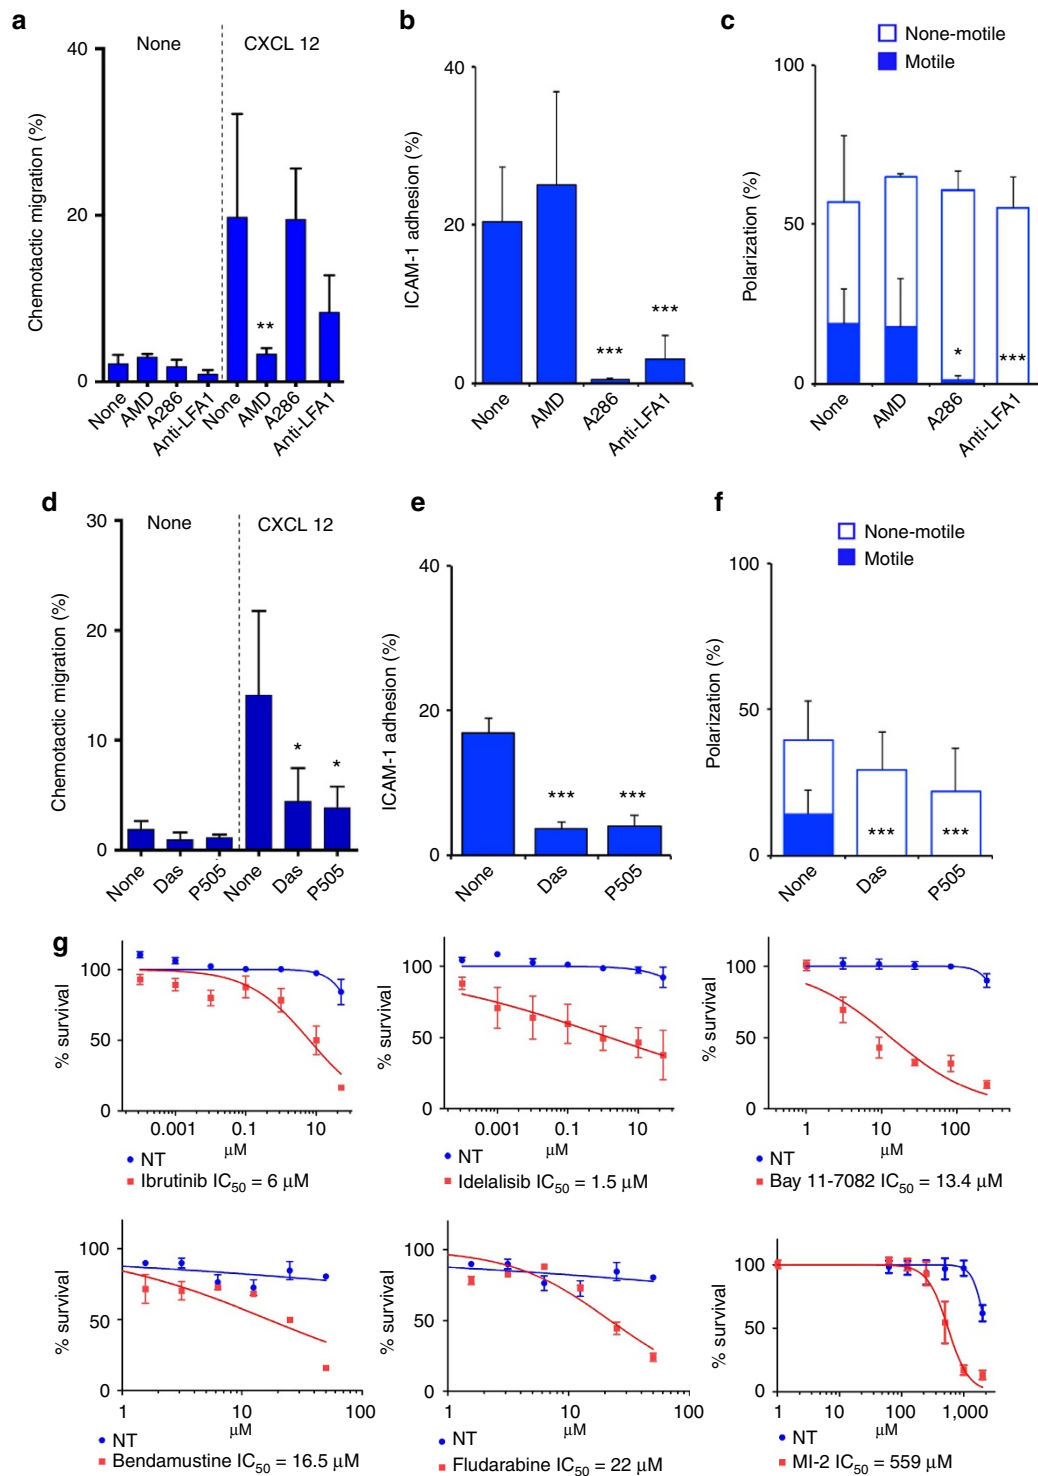 a
None
CXCL 12
Chemotactic migration (%)
40
20
0
None
AMD
A286
Anti-LFA1
None
AMD
A286
Anti-LFA1
**
b
ICAM-1 adhesion (%)
40
20
0
***
***
None
AMD
A286
Anti-LFA1
c
None-motile
Motile
Polarization (%)
100
50
0
*
***
None
AMD
A286
Anti-LFA1
d
None
CXCL 12
Chemotactic migration (%)
30
20
10
0
*
*
None
Das
P505
None
Das
P505
e
ICAM-1 adhesion (%)
40
20
0
***
***
None
Das
P505
f
None-motile
Motile
Polarization (%)
100
50
0
***
***
None
Das
P505
g
% survival
100
50
0
0.001 0.1 10
µM
NT
Ibrutinib IC50 = 6 µM
% survival
100
50
0
0.001 0.1 10
µM
NT
Idelalisib IC50 = 1.5 µM
% survival
100
50
0
1 10 100
µM
NT
Bay 11-7082 IC50 = 13.4 µM
% survival
100
50
0
1 10 100
µM
NT
Bendamustine IC50 = 16.5 µM
% survival
100
50
0
1 10 100
µM
NT
Fludarabine IC50 = 22 µM
% survival
100
50
0
1 10 100 1,000
µM
NT
MI-2 IC50 = 559 µM